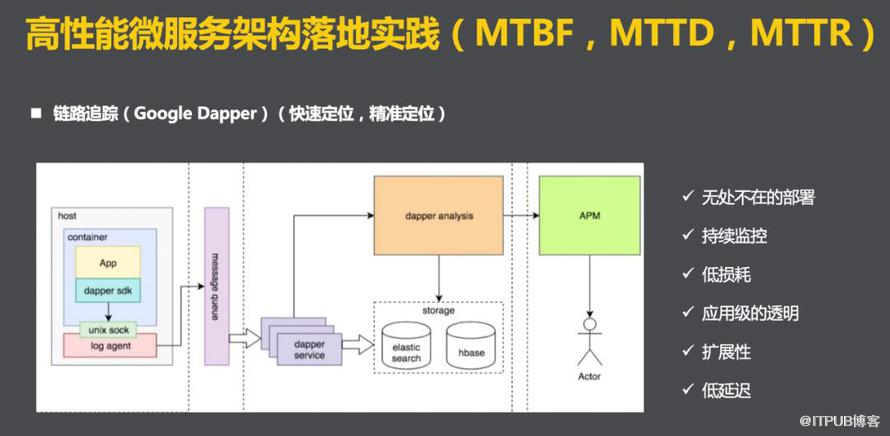 高性能微服务架构落地实践（MTBF，MTTD，MTTR）
■ 链路追踪（Google Dapper）（快速定位，精准定位）
host
container
App
dapper sdk
unix sock
log agent
message queue
dapper
service
dapper analysis
storage
elastic
search
hbase
APM
Actor
✓ 无处不在的部署
✓ 持续监控
✓ 低损耗
✓ 应用级的透明
✓ 扩展性
✓ 低延迟
@ITPUB博客